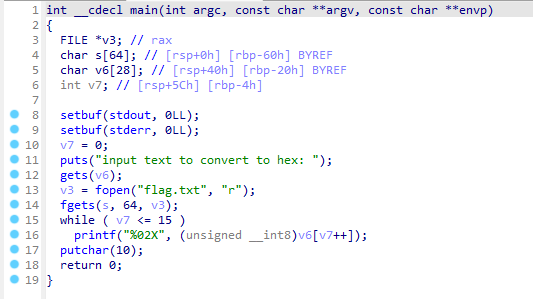 1 int __cdecl main(int argc, const char **argv, const char **envp)
2 {
3 FILE *v3; // rax
4 char s[64]; // [rsp+0h] [rbp-60h] BYREF
5 char v6[28]; // [rsp+40h] [rbp-20h] BYREF
6 int v7; // [rsp+5Ch] [rbp-4h]
7
8 setbuf(stdout, 0LL);
9 setbuf(stderr, 0LL);
10 v7 = 0;
11 puts("input text to convert to hex: ");
12 gets(v6);
13 v3 = fopen("flag.txt", "r");
14 fgets(s, 64, v3);
15 while ( v7 <= 15 )
16 printf("%02X", (unsigned __int8)v6[v7++]);
17 putchar(10);
18 return 0;
19 }